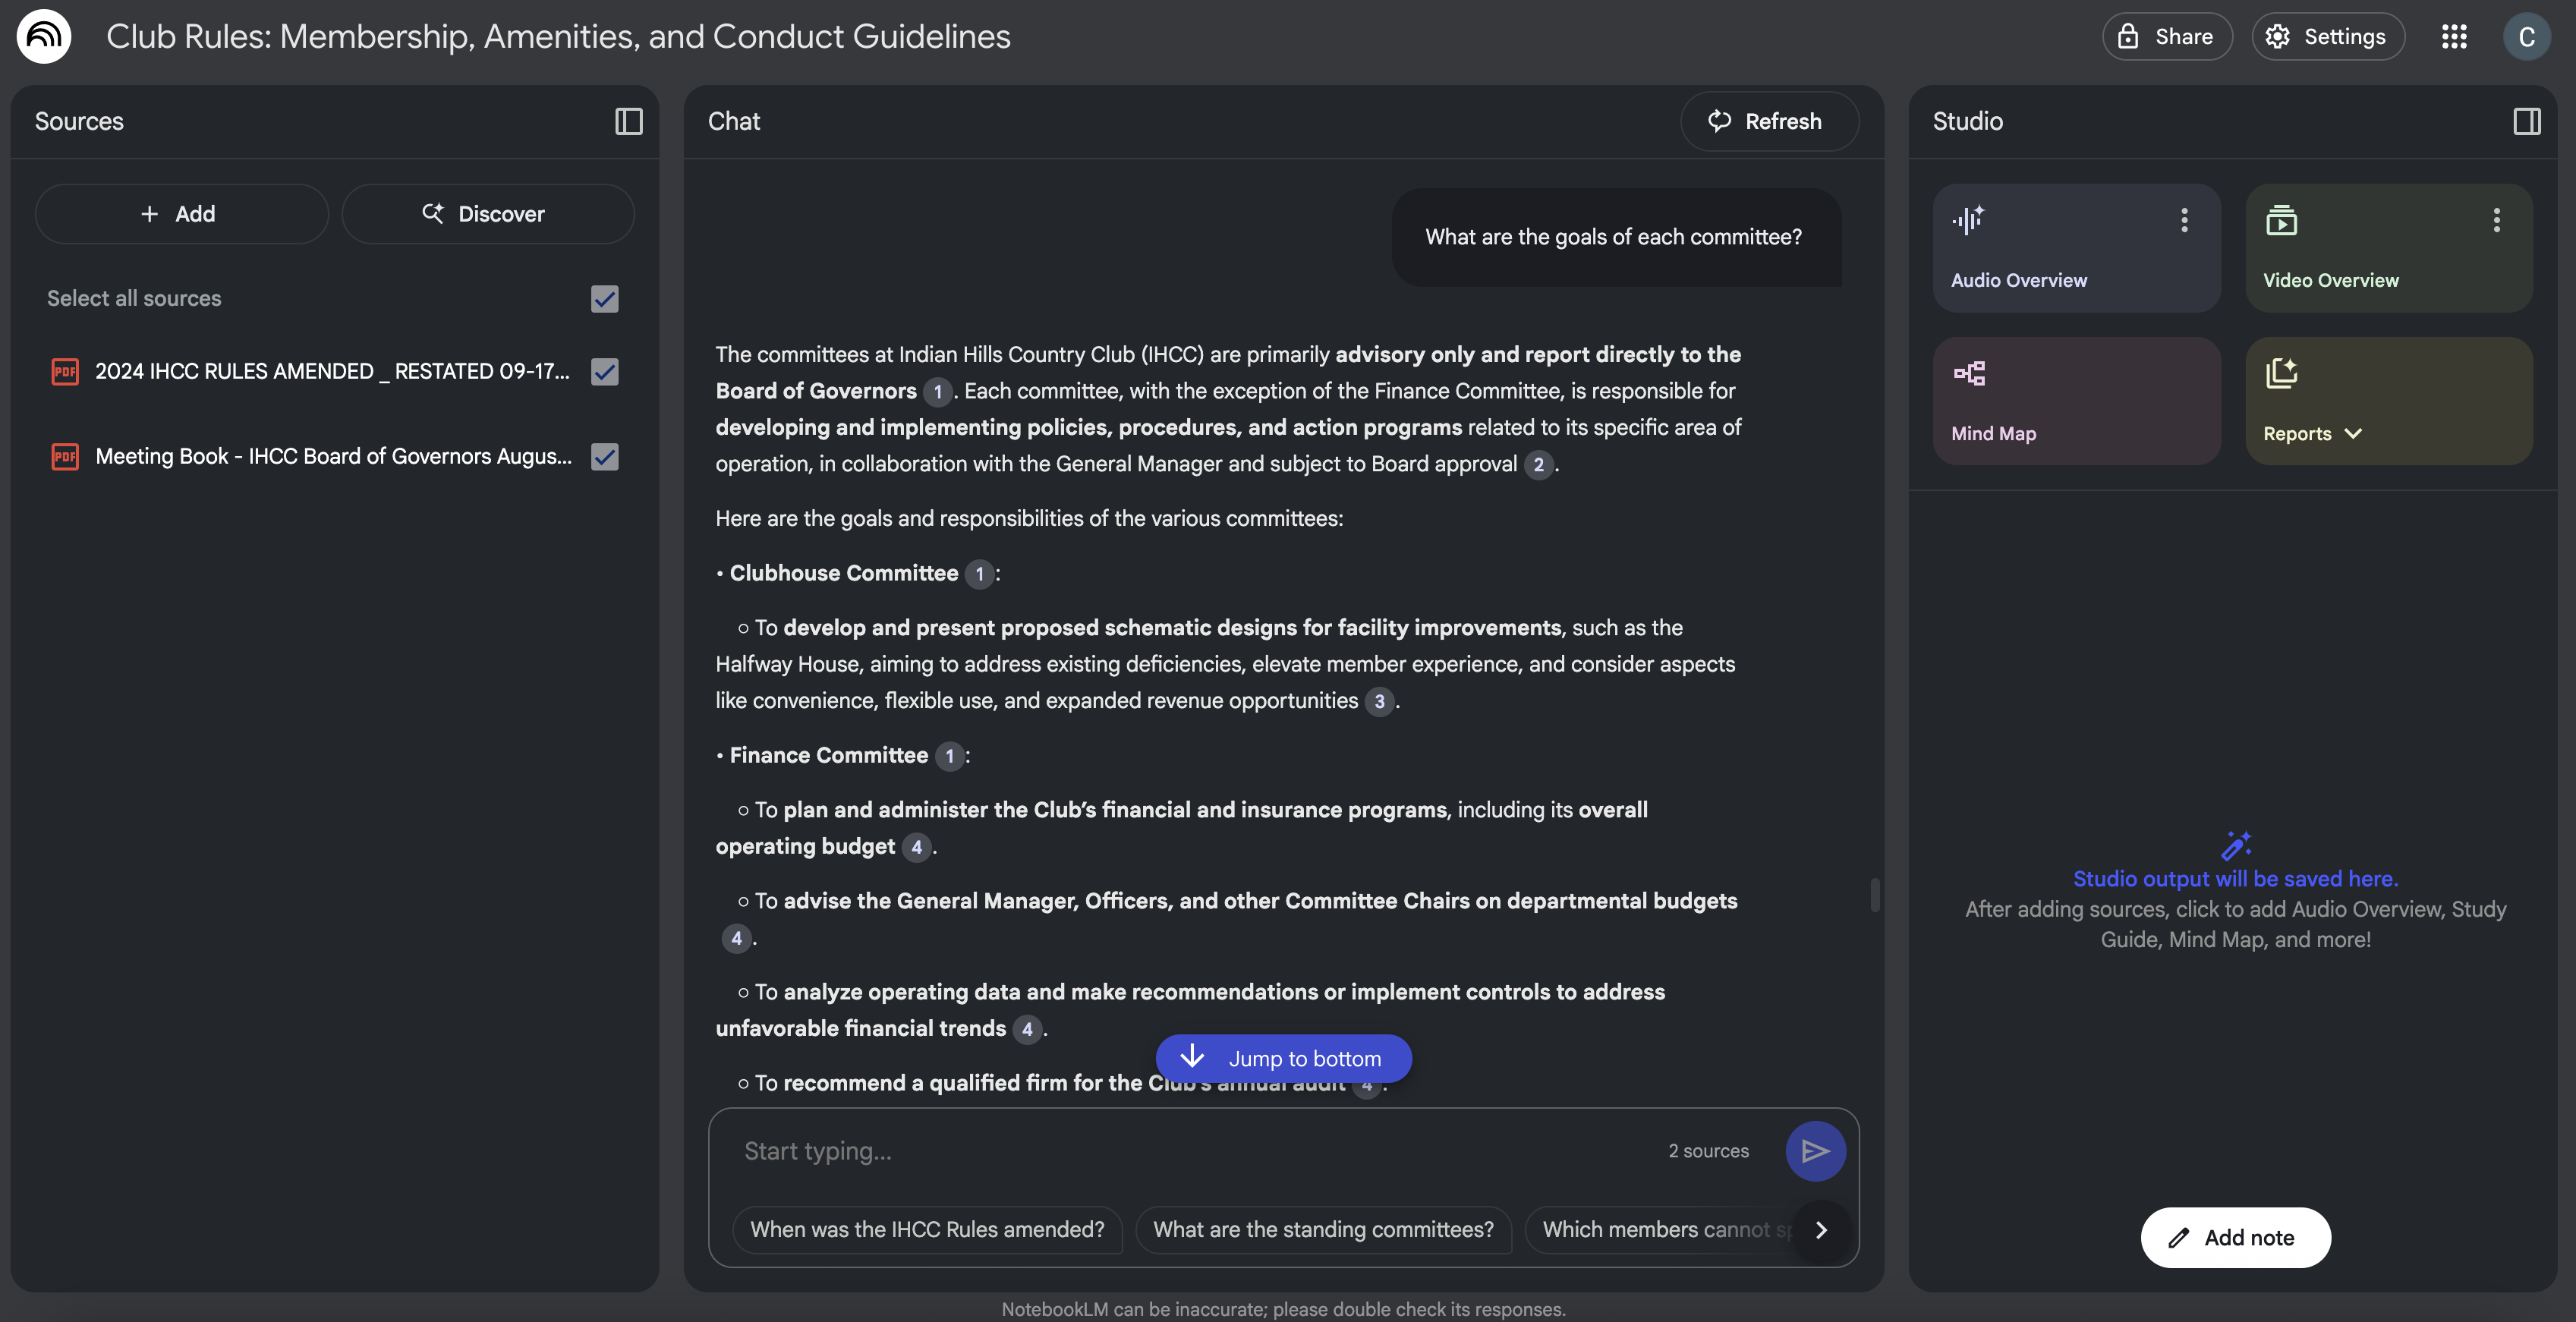 Club Rules: Membership, Amenities, and Conduct Guidelines
Share
Settings
C
Sources
Add
Discover
Select all sources
PDF
2024 IHCC RULES AMENDED _ RESTATED 09-17...
PDF
Meeting Book - IHCC Board of Governors Augus...
Chat
Refresh
What are the goals of each committee?
The committees at Indian Hills Country Club (IHCC) are primarily advisory only and report directly to the
Board of Governors 1. Each committee, with the exception of the Finance Committee, is responsible for
developing and implementing policies, procedures, and action programs related to its specific area of
operation, in collaboration with the General Manager and subject to Board approval 2.
Here are the goals and responsibilities of the various committees:
• Clubhouse Committee 1:
○ To develop and present proposed schematic designs for facility improvements, such as the
Halfway House, aiming to address existing deficiencies, elevate member experience, and consider aspects
like convenience, flexible use, and expanded revenue opportunities 3.
• Finance Committee 1:
○ To plan and administer the Club's financial and insurance programs, including its overall
operating budget 4.
○ To advise the General Manager, Officers, and other Committee Chairs on departmental budgets
4.
○ To analyze operating data and make recommendations or implement controls to address
unfavorable financial trends 4.
Jump to bottom
○ To recommend a qualified firm for the Club's annual audit 4.
Start typing...
2 sources
When was the IHCC Rules amended?
What are the standing committees?
Which members cannot sp
NotebookLM can be inaccurate; please double check its responses.
Studio
Audio Overview
Video Overview
Mind Map
Reports
Studio output will be saved here.
After adding sources, click to add Audio Overview, Study
Guide, Mind Map, and more!
Add note